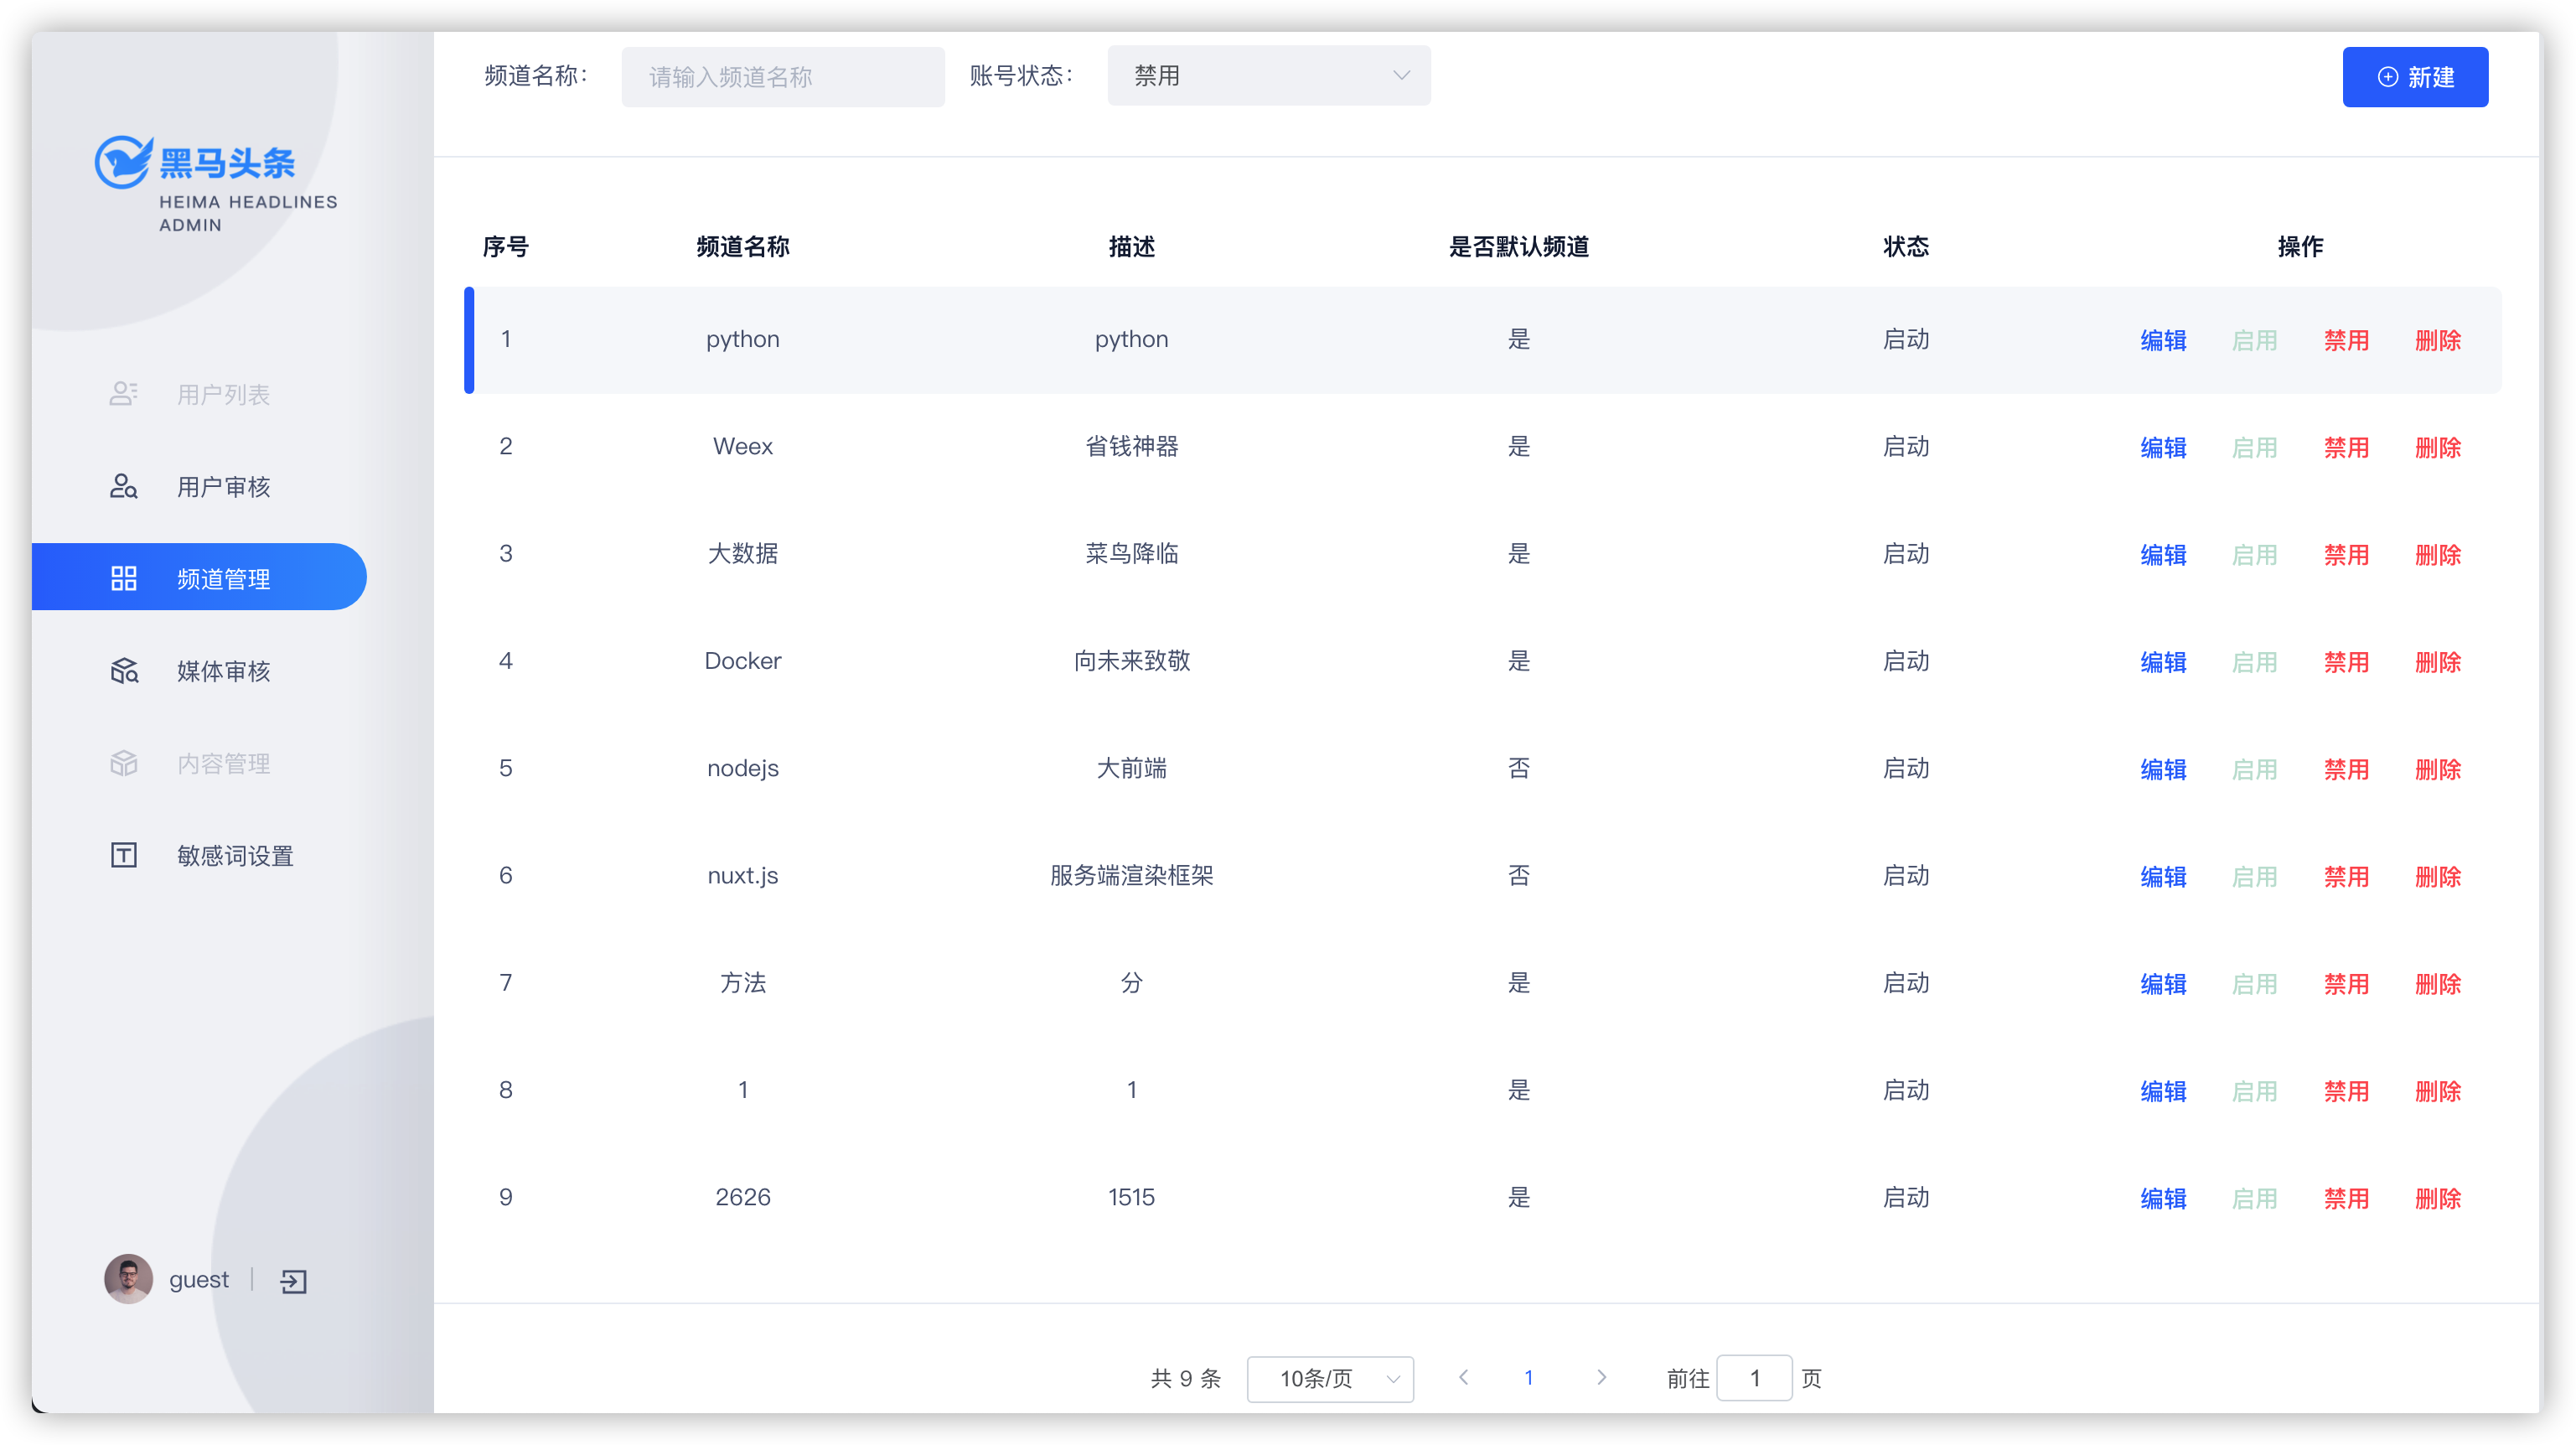 频道名称：
请输入频道名称
账号状态：
禁用
新建
黑马头条
HEIMA HEADLINES
ADMIN
用户列表
用户审核
频道管理
媒体审核
内容管理
敏感词设置
guest
序号 频道名称 描述 是否默认频道 状态 操作
1 python python 是 启动 编辑 启用 禁用 删除
2 Weex 省钱神器 是 启动 编辑 启用 禁用 删除
3 大数据 菜鸟降临 是 启动 编辑 启用 禁用 删除
4 Docker 向未来致敬 是 启动 编辑 启用 禁用 删除
5 nodejs 大前端 否 启动 编辑 启用 禁用 删除
6 nuxt.js 服务端渲染框架 否 启动 编辑 启用 禁用 删除
7 方法 分 是 启动 编辑 启用 禁用 删除
8 1 1 是 启动 编辑 启用 禁用 删除
9 2626 1515 是 启动 编辑 启用 禁用 删除
共 9 条 10条/页 1 前往 1 页